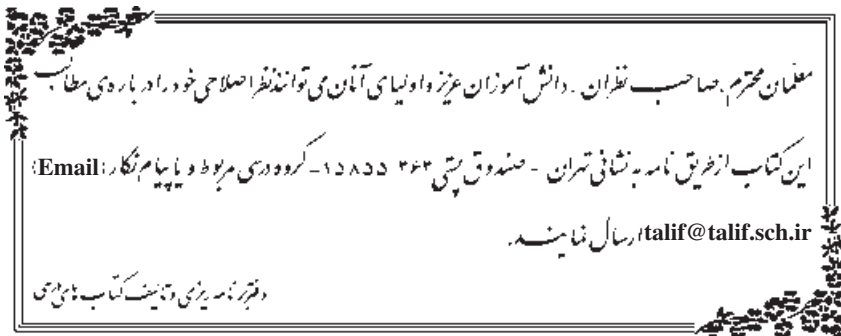 معلّمان محترم، صاحب نظران، دانش آموزان عزیز و اولیای آنان می توانند نظر اصلاحی خود را درباره ی مطالب
این کتاب از طریق نامه به نشانی تهران - صندوق پستی ۳۶۳ ۱۵۸۵۵ - گروه درسی مربوط و یا پیام نگار (Email)
talif@talif.sch.ir ارسال نمایند.
دفتر برنامه ریزی و تألیف کتاب های درسی